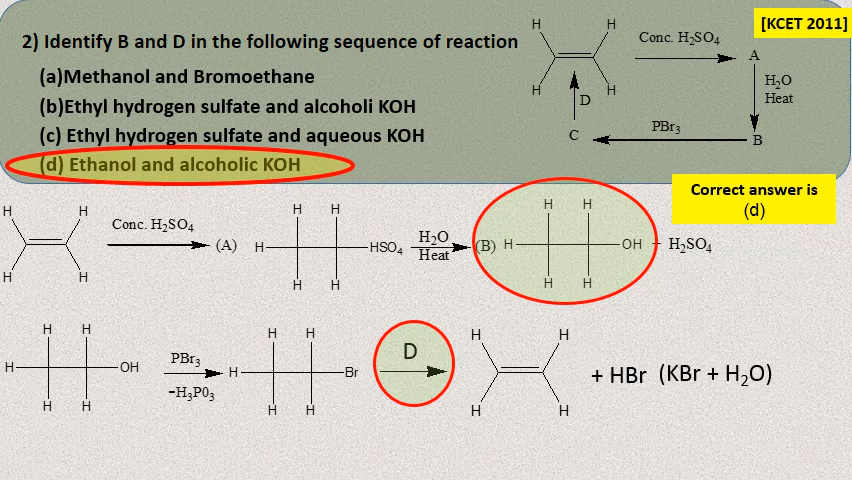 [KCET 2011]
2) Identify B and D in the following sequence of reaction
(a)Methanol and Bromoethane
(b)Ethyl hydrogen sulfate and alcoholi KOH
(c) Ethyl hydrogen sulfate and aqueous KOH
(d) Ethanol and alcoholic KOH
H H
Conc. H₂SO₄
A
H H
H₂O
Heat
D
C
PBr₃
B
Correct answer is
(d)
H H
Conc. H₂SO₄
(A)
H H
H HSO₄
H H
H₂O
Heat
(B)
H H
H OH
H H
+ H₂SO₄
H H
H H
H OH
H H
PBr₃
-H₃P0₃
H H
H Br
H H
D
H H
H H
+ HBr (KBr + H₂O)